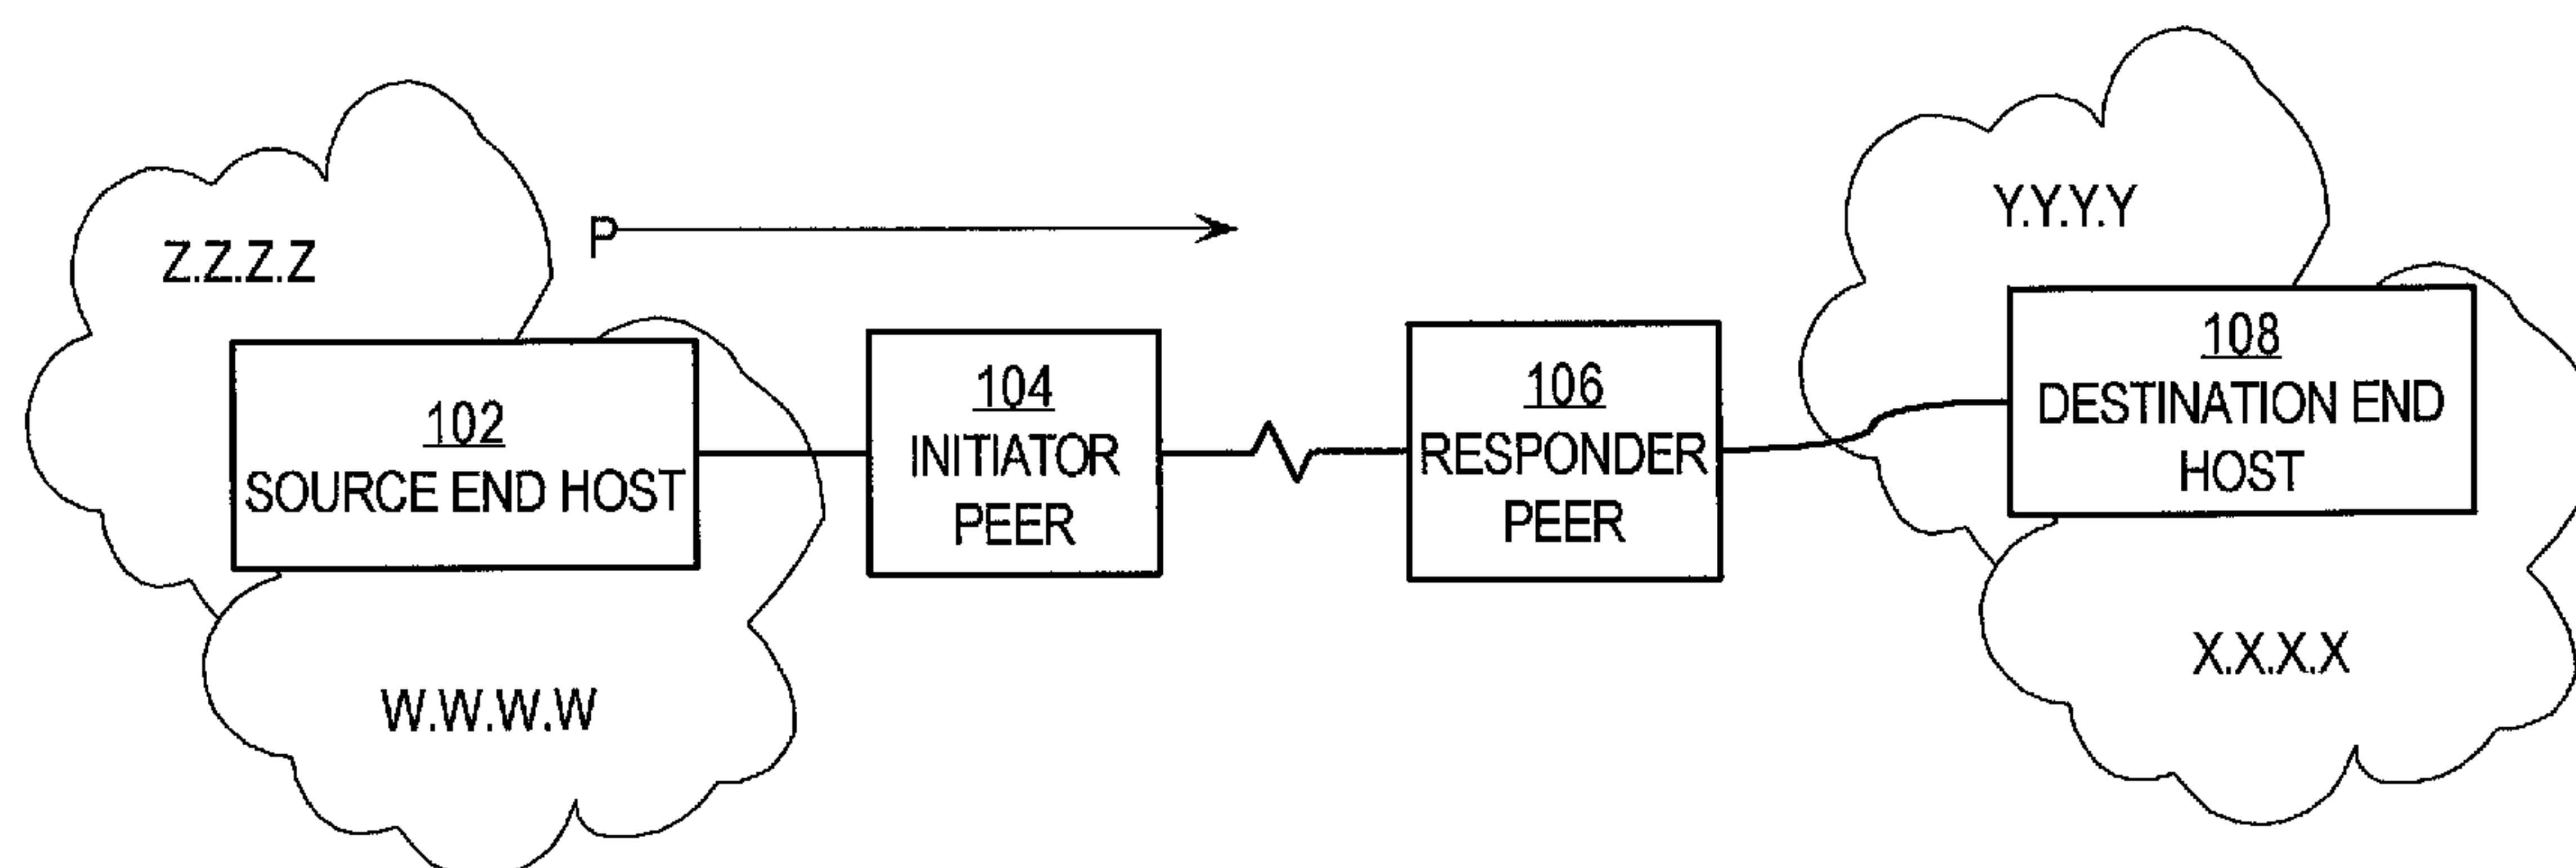 Z.Z.Z.Z
P
Y.Y.Y.Y
102
SOURCE END HOST
104
INITIATOR
PEER
106
RESPONDER
PEER
108
DESTINATION END
HOST
W.W.W.W
X.X.X.X